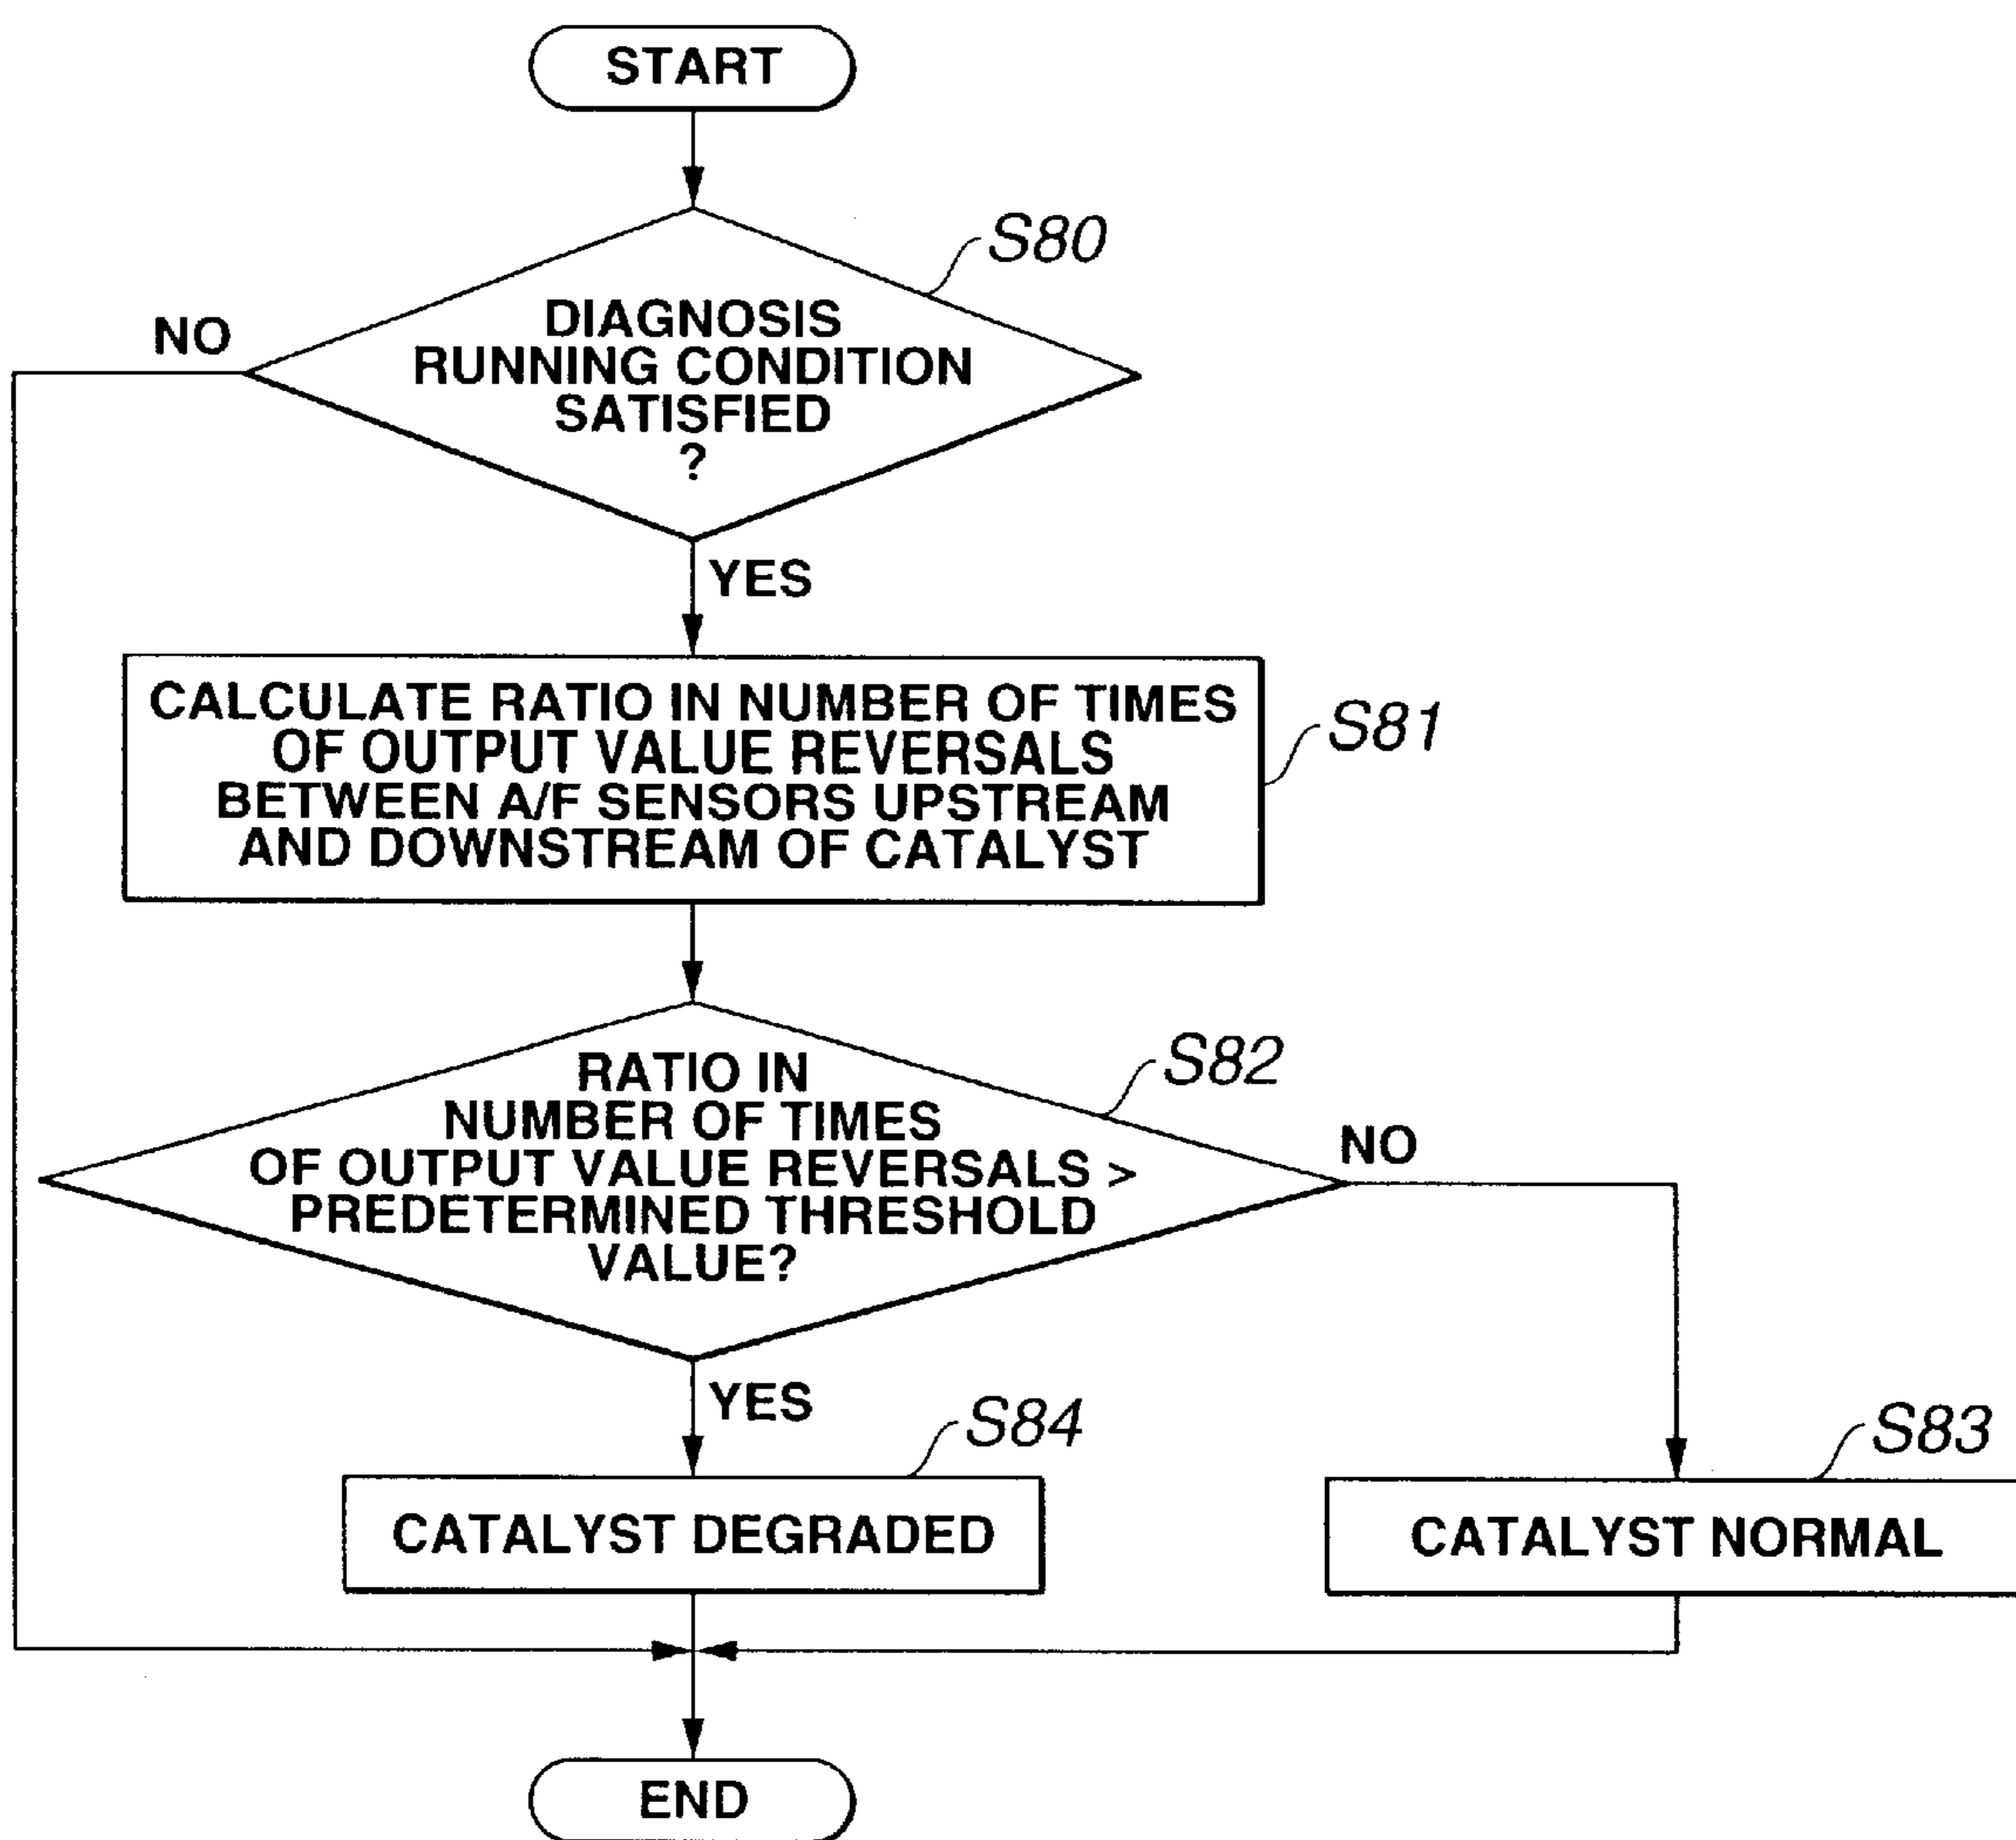 START
S80
DIAGNOSIS
RUNNING CONDITION
SATISFIED
?
NO
YES
CALCULATE RATIO IN NUMBER OF TIMES
OF OUTPUT VALUE REVERSALS
BETWEEN A/F SENSORS UPSTREAM
AND DOWNSTREAM OF CATALYST
S81
RATIO IN
NUMBER OF TIMES
OF OUTPUT VALUE REVERSALS >
PREDETERMINED THRESHOLD
VALUE?
S82
NO
YES
S84
CATALYST DEGRADED
S83
CATALYST NORMAL
END